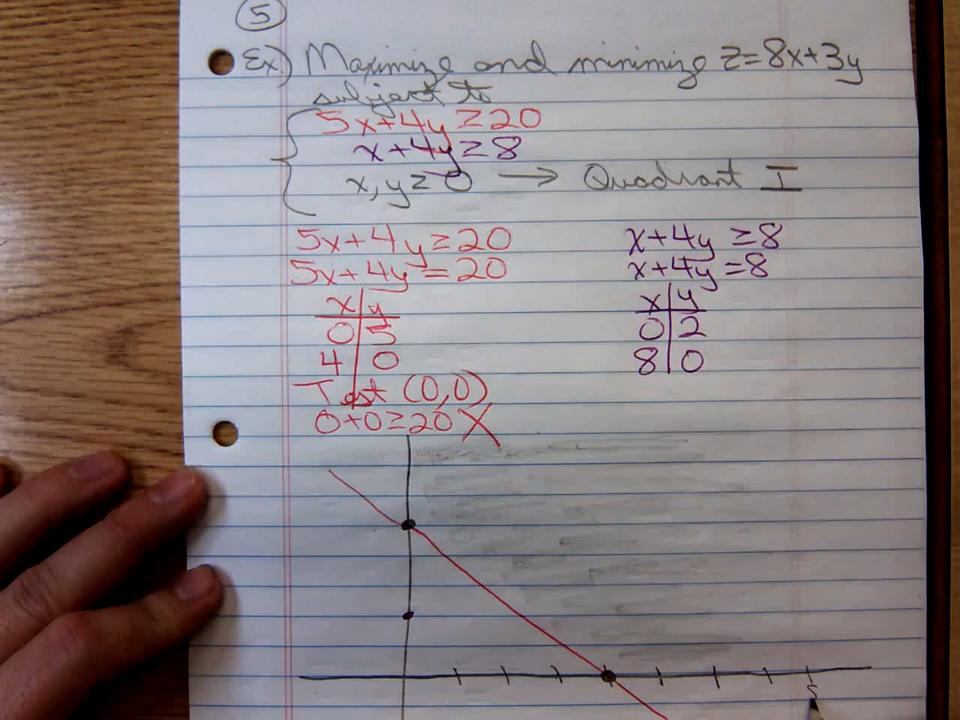 5
Ex) Maximize and minimize z=8x+3y
subject to
5x+4y≥20
x+4y≥8
x,y≥0 → Quadrant I
5x+4y≥20
5x+4y=20
x y
0 5
4 0
Test (0,0)
0+0≥20 X
x+4y≥8
x+4y=8
x y
0 2
8 0